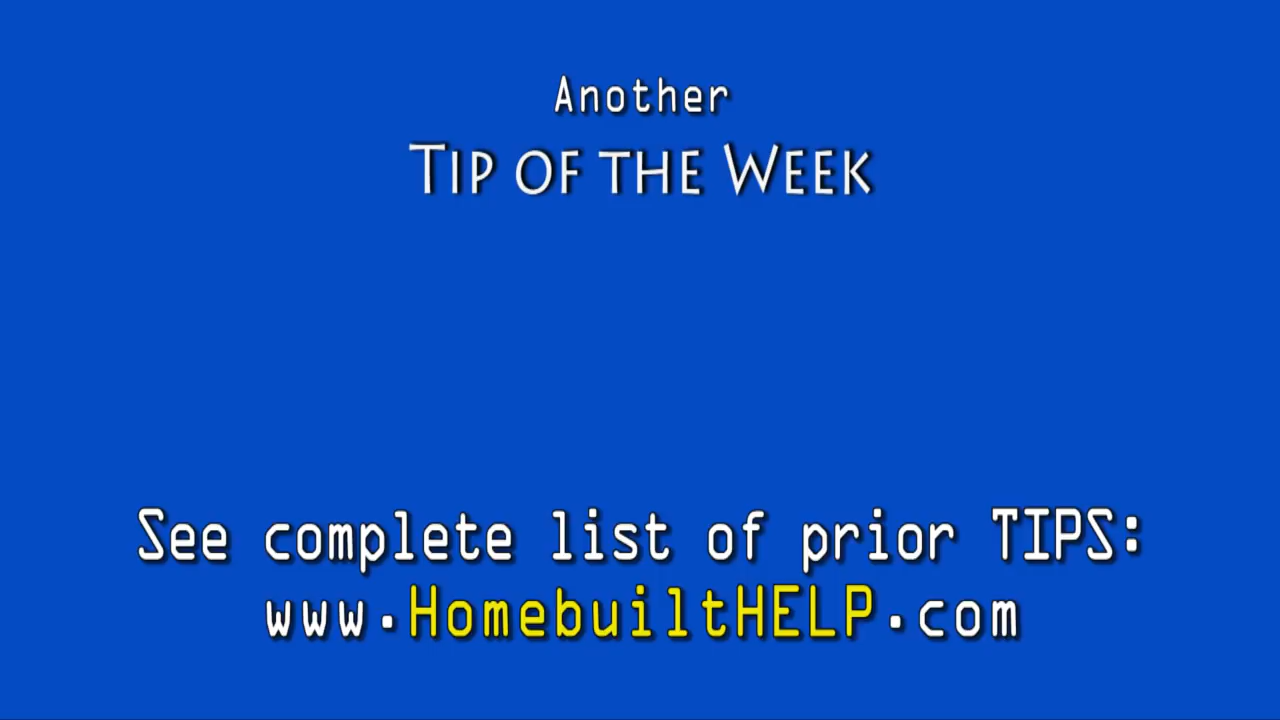 Another
TIP OF THE WEEK
See complete list of prior TIPS:
www.HomebuiltHELP.com